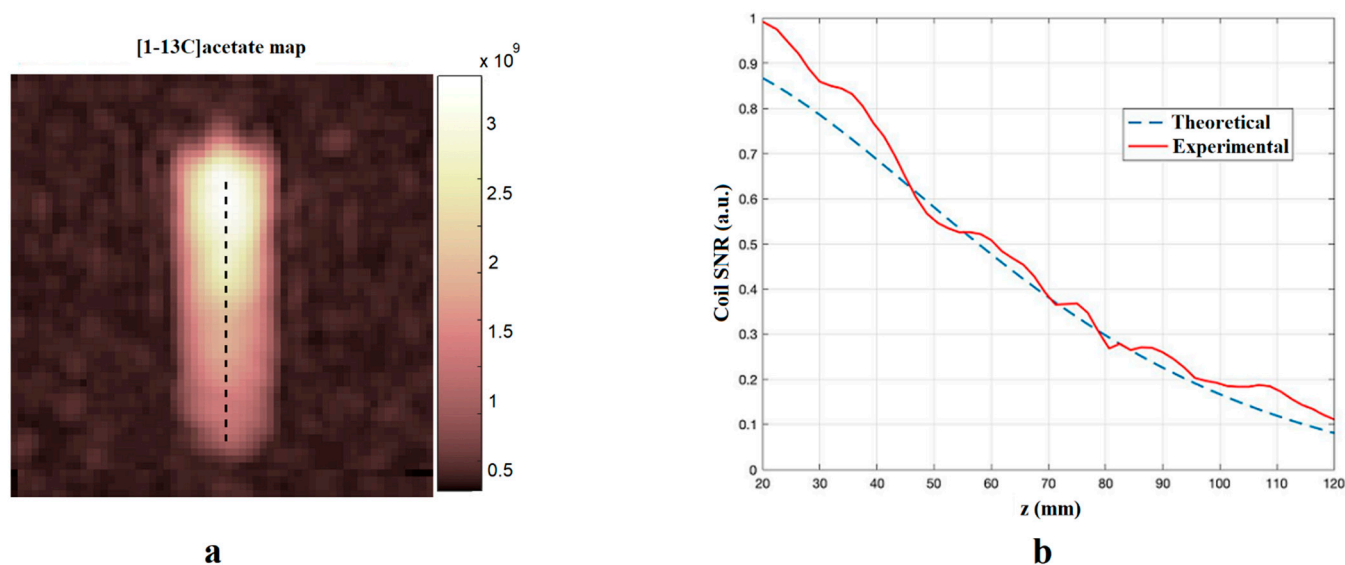 [1-13C]acetate map
x 10^9
3
2.5
2
1.5
1
0.5
a
1
0.9
0.8
0.7
0.6
0.5
0.4
0.3
0.2
0.1
0
Coil SNR (a.u.)
Theoretical
Experimental
20 30 40 50 60 70 80 90 100 110 120
z (mm)
b